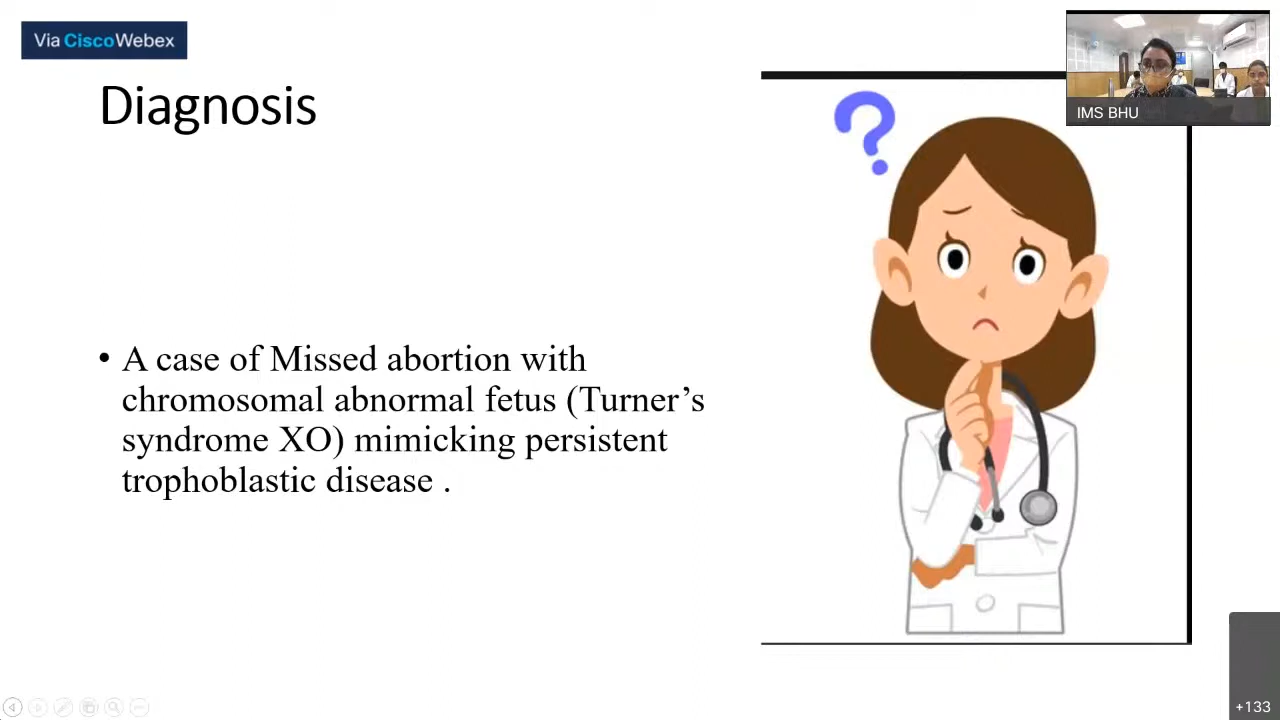 Via CiscoWebex
IMS BHU
Diagnosis
?
• A case of Missed abortion with
chromosomal abnormal fetus (Turner’s
syndrome XO) mimicking persistent
trophoblastic disease .
+133